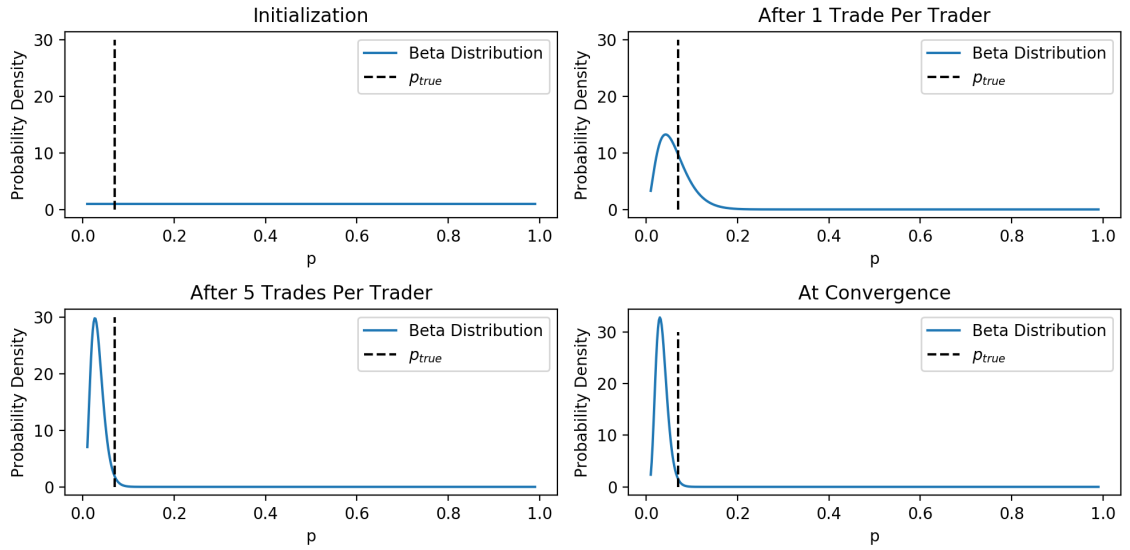 Initialization
30
20
10
0
Probability Density
0.0 0.2 0.4 0.6 0.8 1.0
p
Beta Distribution
p_true
After 1 Trade Per Trader
30
20
10
0
Probability Density
0.0 0.2 0.4 0.6 0.8 1.0
p
Beta Distribution
p_true
After 5 Trades Per Trader
30
20
10
0
Probability Density
0.0 0.2 0.4 0.6 0.8 1.0
p
Beta Distribution
p_true
At Convergence
30
20
10
0
Probability Density
0.0 0.2 0.4 0.6 0.8 1.0
p
Beta Distribution
p_true